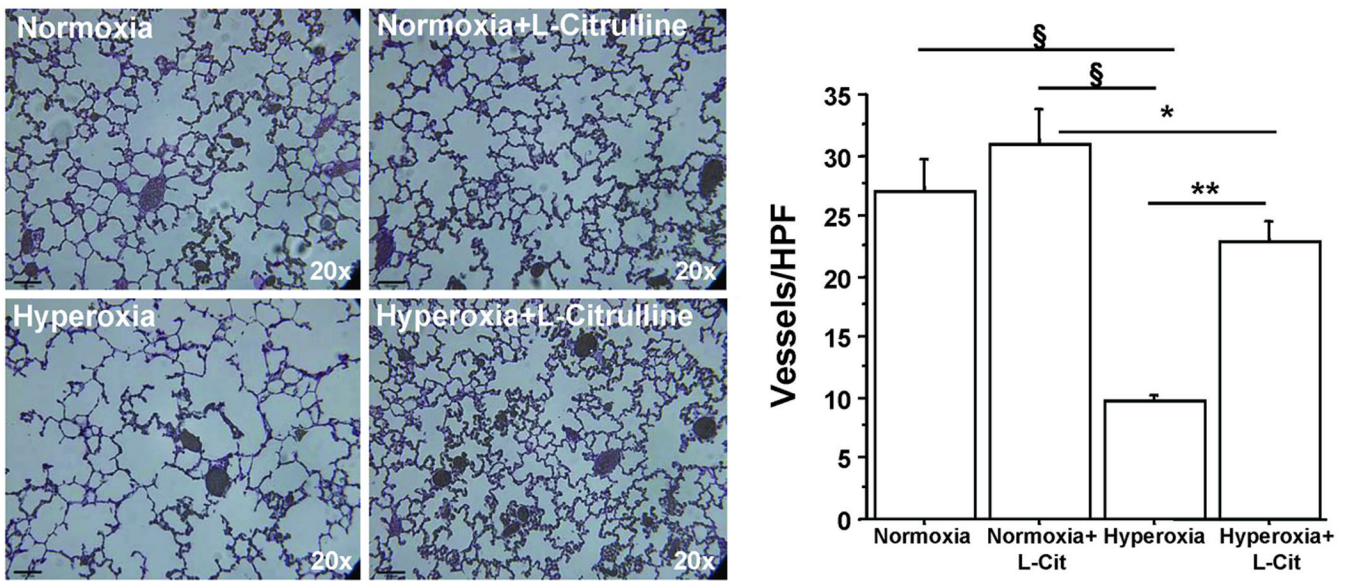 Normoxia
20x
Normoxia+L-Citrulline
20x
Hyperoxia
20x
Hyperoxia+L-Citrulline
20x
§
§
*
**
Vessels/HPF
35
30
25
20
15
10
5
0
Normoxia
Normoxia+
L-Cit
Hyperoxia
Hyperoxia+
L-Cit